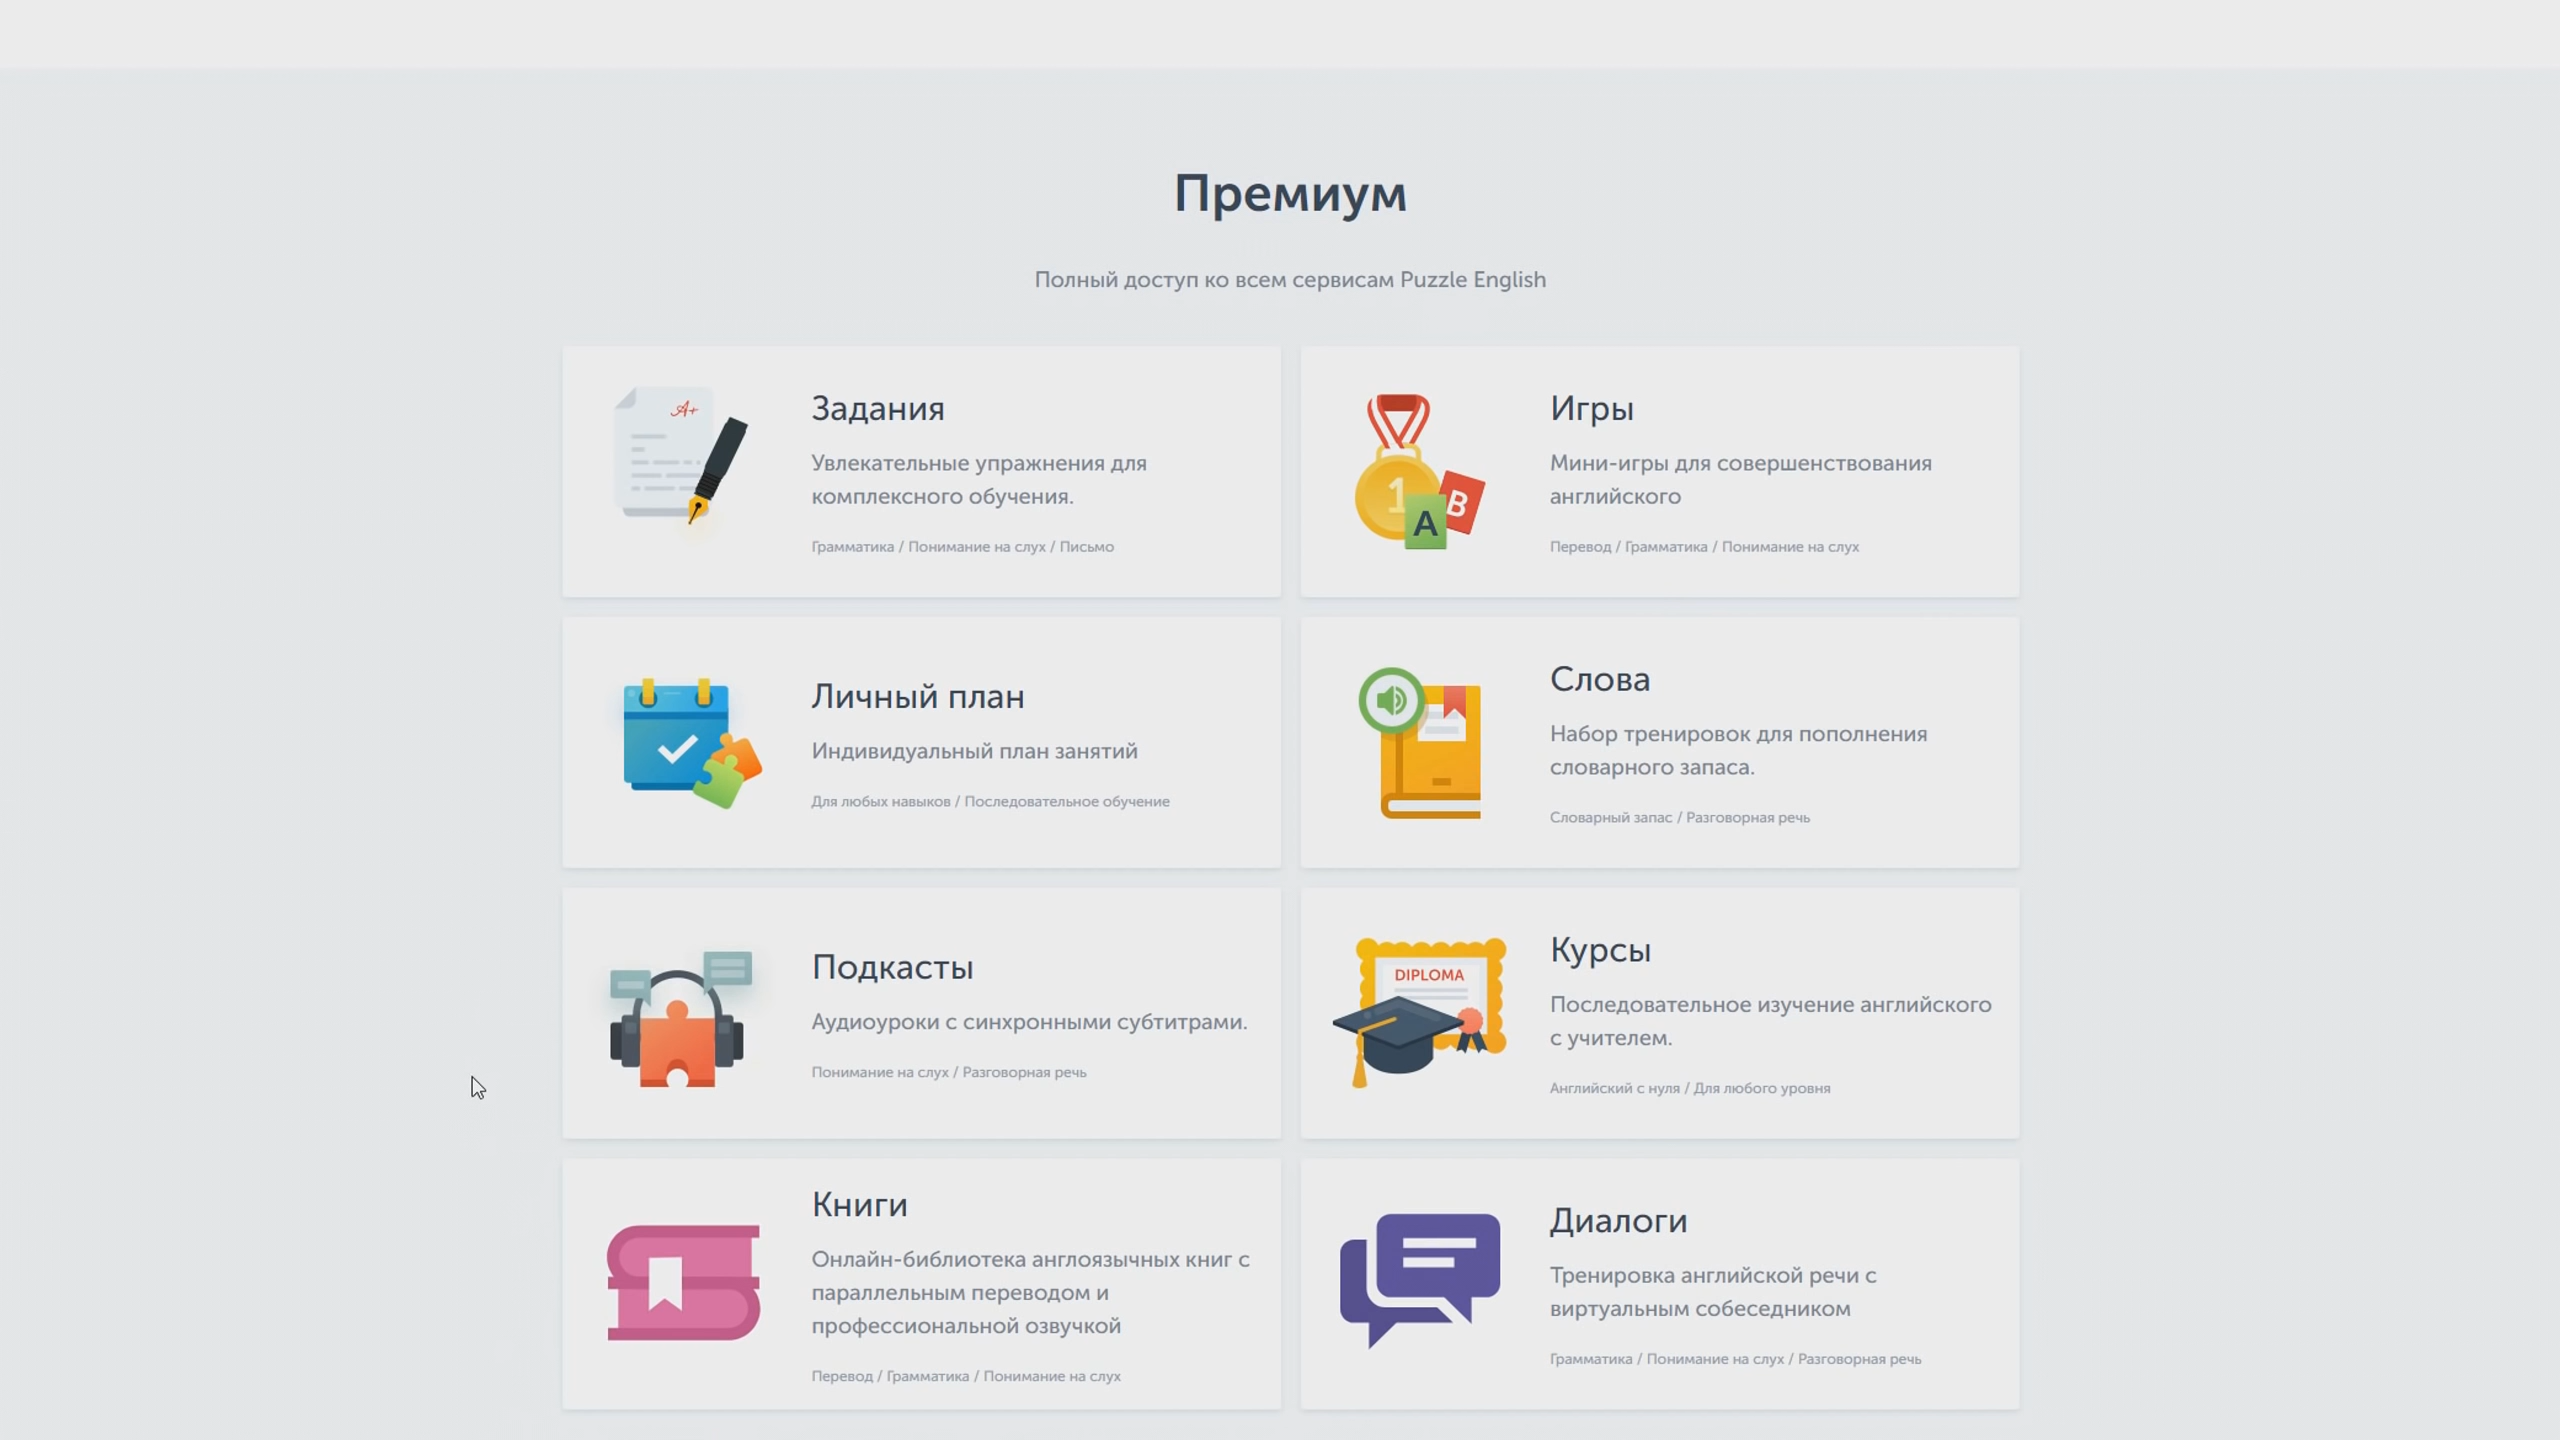 Премиум
Полный доступ ко всем сервисам Puzzle English
A+
Задания
Увлекательные упражнения для
комплексного обучения.
Грамматика / Понимание на слух / Письмо
1
A
B
Игры
Мини-игры для совершенствования
английского
Перевод / Грамматика / Понимание на слух
Личный план
Индивидуальный план занятий
Для любых навыков / Последовательное обучение
Слова
Набор тренировок для пополнения
словарного запаса.
Словарный запас / Разговорная речь
Подкасты
Аудиоуроки с синхронными субтитрами.
Понимание на слух / Разговорная речь
DIPLOMA
Курсы
Последовательное изучение английского
с учителем.
Английский с нуля / Для любого уровня
Книги
Онлайн-библиотека англоязычных книг с
параллельным переводом и
профессиональной озвучкой
Перевод / Грамматика / Понимание на слух
Диалоги
Тренировка английской речи с
виртуальным собеседником
Грамматика / Понимание на слух / Разговорная речь